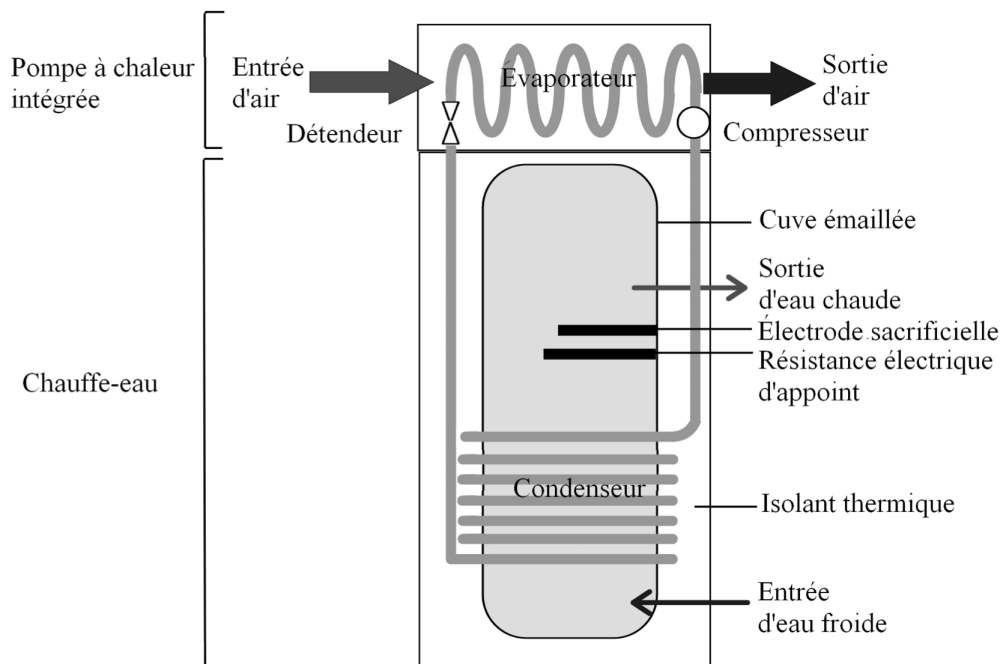 Pompe à chaleur
intégrée
Entrée
d'air
Évaporateur
Sortie
d'air
Détendeur
Compresseur
Cuve émaillée
Sortie
d'eau chaude
Électrode sacrificielle
Résistance électrique
d'appoint
Chauffe-eau
Condenseur
Isolant thermique
Entrée
d'eau froide